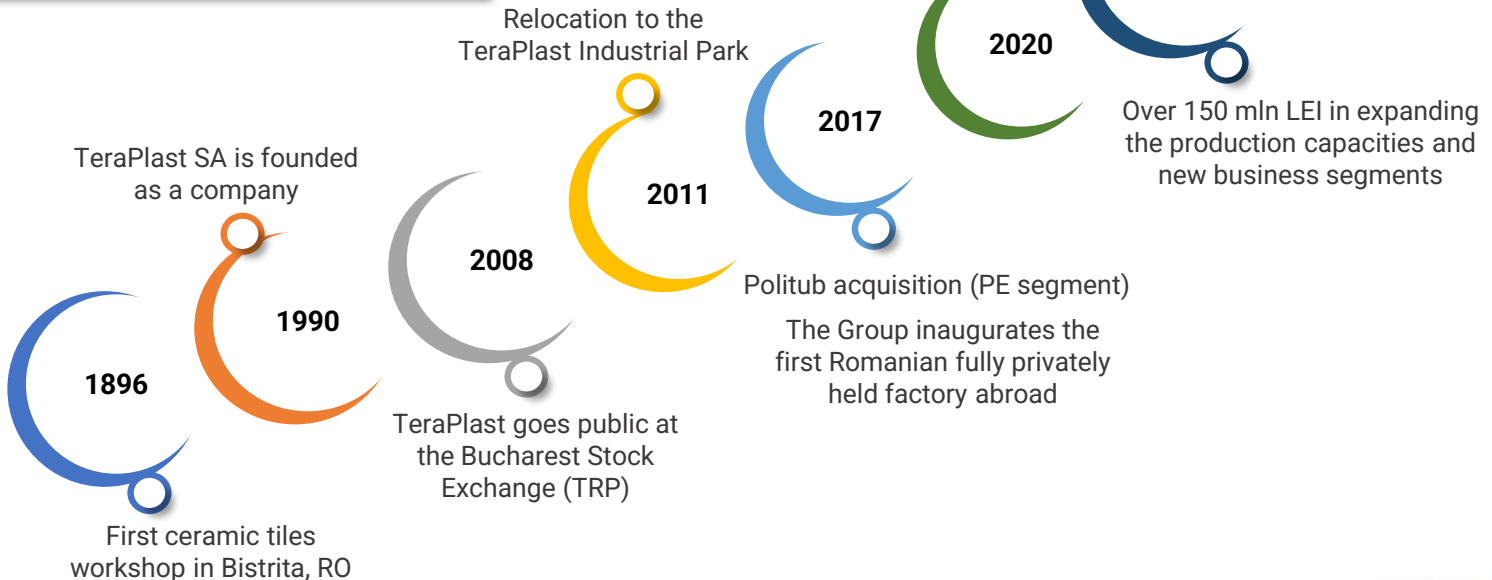 1896
First ceramic tiles
workshop in Bistrita, RO
TeraPlast SA is founded
as a company
1990
2008
TeraPlast goes public at
the Bucharest Stock
Exchange (TRP)
Relocation to the
TeraPlast Industrial Park
2011
2017
Politub acquisition (PE segment)
The Group inaugurates the
first Romanian fully privately
held factory abroad
2020
Over 150 mln LEI in expanding
the production capacities and
new business segments